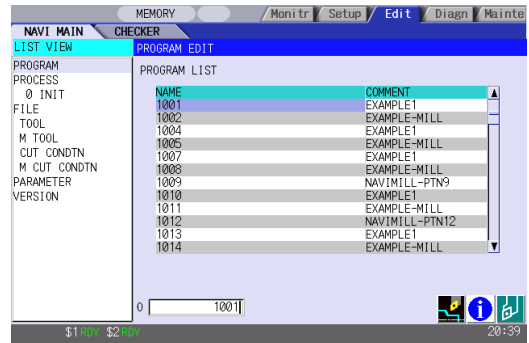 MEMORY Monitr Setup Edit Diagn Mainte
NAVI MAIN CHECKER
LIST VIEW PROGRAM EDIT
PROGRAM
PROCESS
0 INIT
FILE
TOOL
M TOOL
CUT CONDTN
M CUT CONDTN
PARAMETER
VERSION
PROGRAM LIST
NAME COMMENT
1001 EXAMPLE1
1002 EXAMPLE-MILL
1004 EXAMPLE1
1005 EXAMPLE-MILL
1007 EXAMPLE1
1008 EXAMPLE-MILL
1009 NAVIMILL-PTN9
1010 EXAMPLE1
1011 EXAMPLE-MILL
1012 NAVIMILL-PTN12
1013 EXAMPLE1
1014 EXAMPLE-MILL
O 1001
$1 RDY $2 RDY 20:39